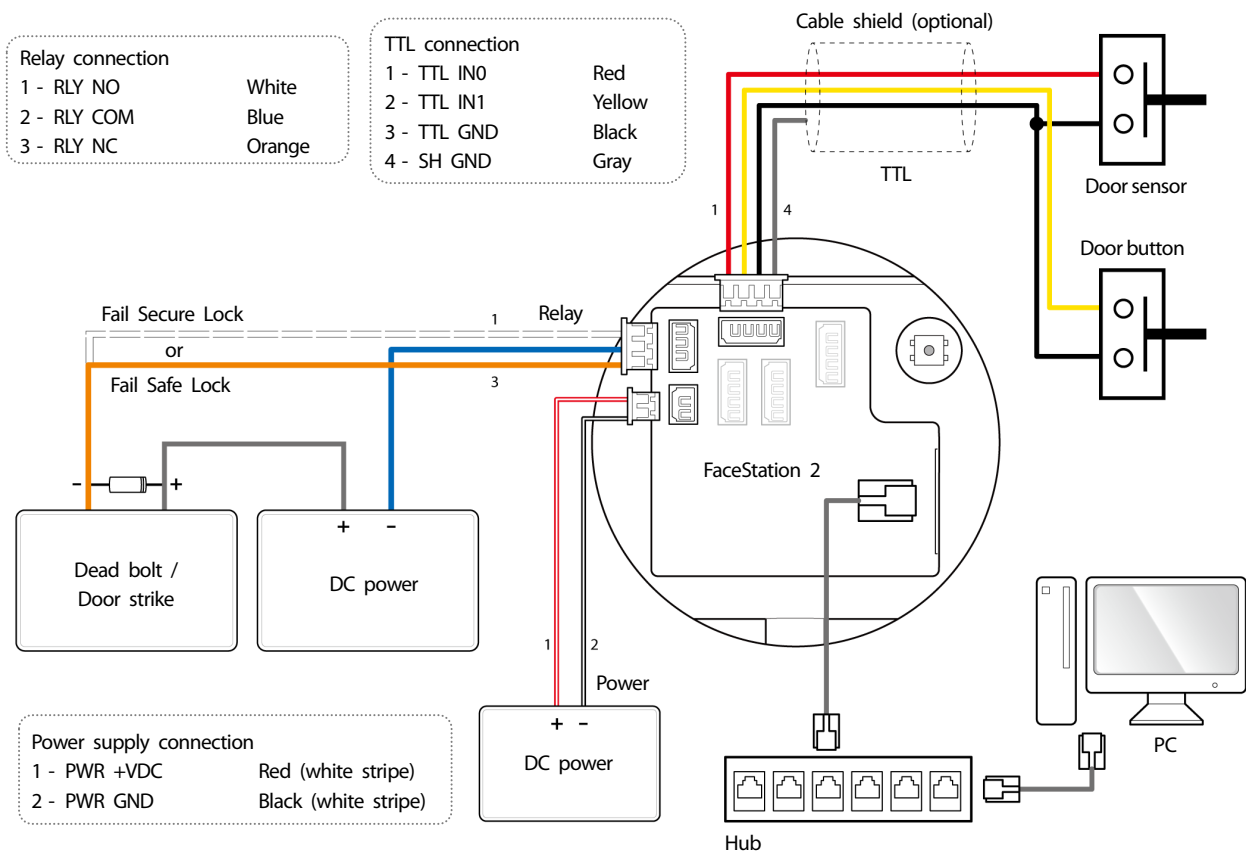 Cable shield (optional)
Relay connection
1 - RLY NO White
2 - RLY COM Blue
3 - RLY NC Orange
TTL connection
1 - TTL IN0 Red
2 - TTL IN1 Yellow
3 - TTL GND Black
4 - SH GND Gray
TTL
Door sensor
1 4
Door button
Fail Secure Lock
1 Relay
or
Fail Safe Lock
3
FaceStation 2
- +
+ -
Dead bolt /
Door strike
DC power
1 2
Power
+ -
DC power
PC
Power supply connection
1 - PWR +VDC Red (white stripe)
2 - PWR GND Black (white stripe)
Hub